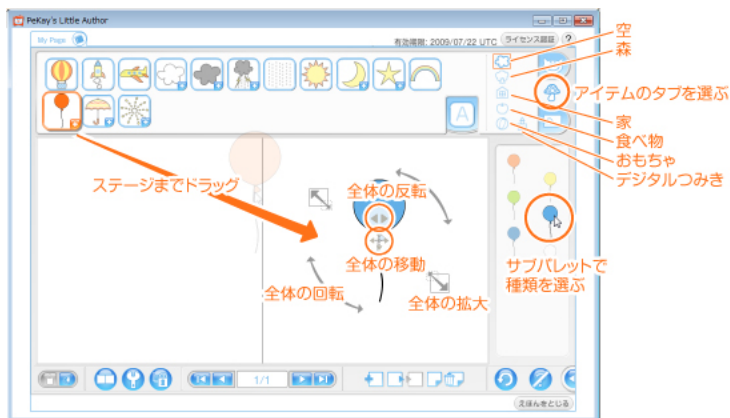 PeKay's Little Author
My Page
有効期限: 2009/07/22 UTC
ライセンス認証
?
空
森
アイテムのタブを選ぶ
家
食べ物
おもちゃ
デジタルつみき
A
ステージまでドラッグ
全体の反転
全体の移動
全体の回転
全体の拡大
サブパレットで
種類を選ぶ
1/1
えほんをとじる